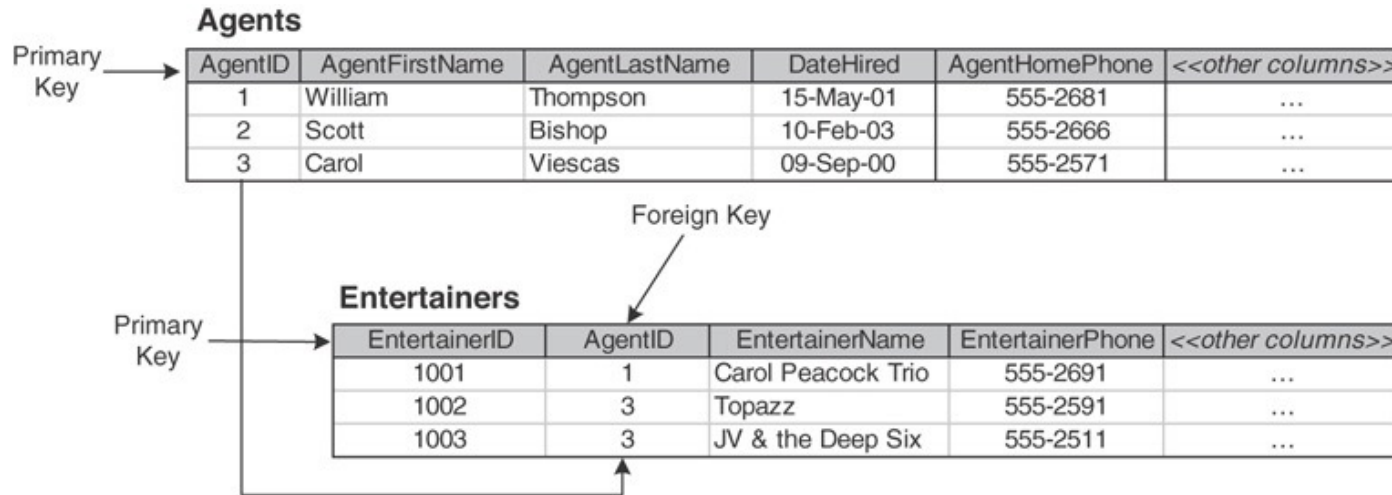 Agents
Primary
Key
AgentID AgentFirstName AgentLastName DateHired AgentHomePhone <<other columns>>
1 William Thompson 15-May-01 555-2681 ...
2 Scott Bishop 10-Feb-03 555-2666 ...
3 Carol Viescas 09-Sep-00 555-2571 ...
Foreign Key
Entertainers
Primary
Key
EntertainerID AgentID EntertainerName EntertainerPhone <<other columns>>
1001 1 Carol Peacock Trio 555-2691 ...
1002 3 Topazz 555-2591 ...
1003 3 JV & the Deep Six 555-2511 ...